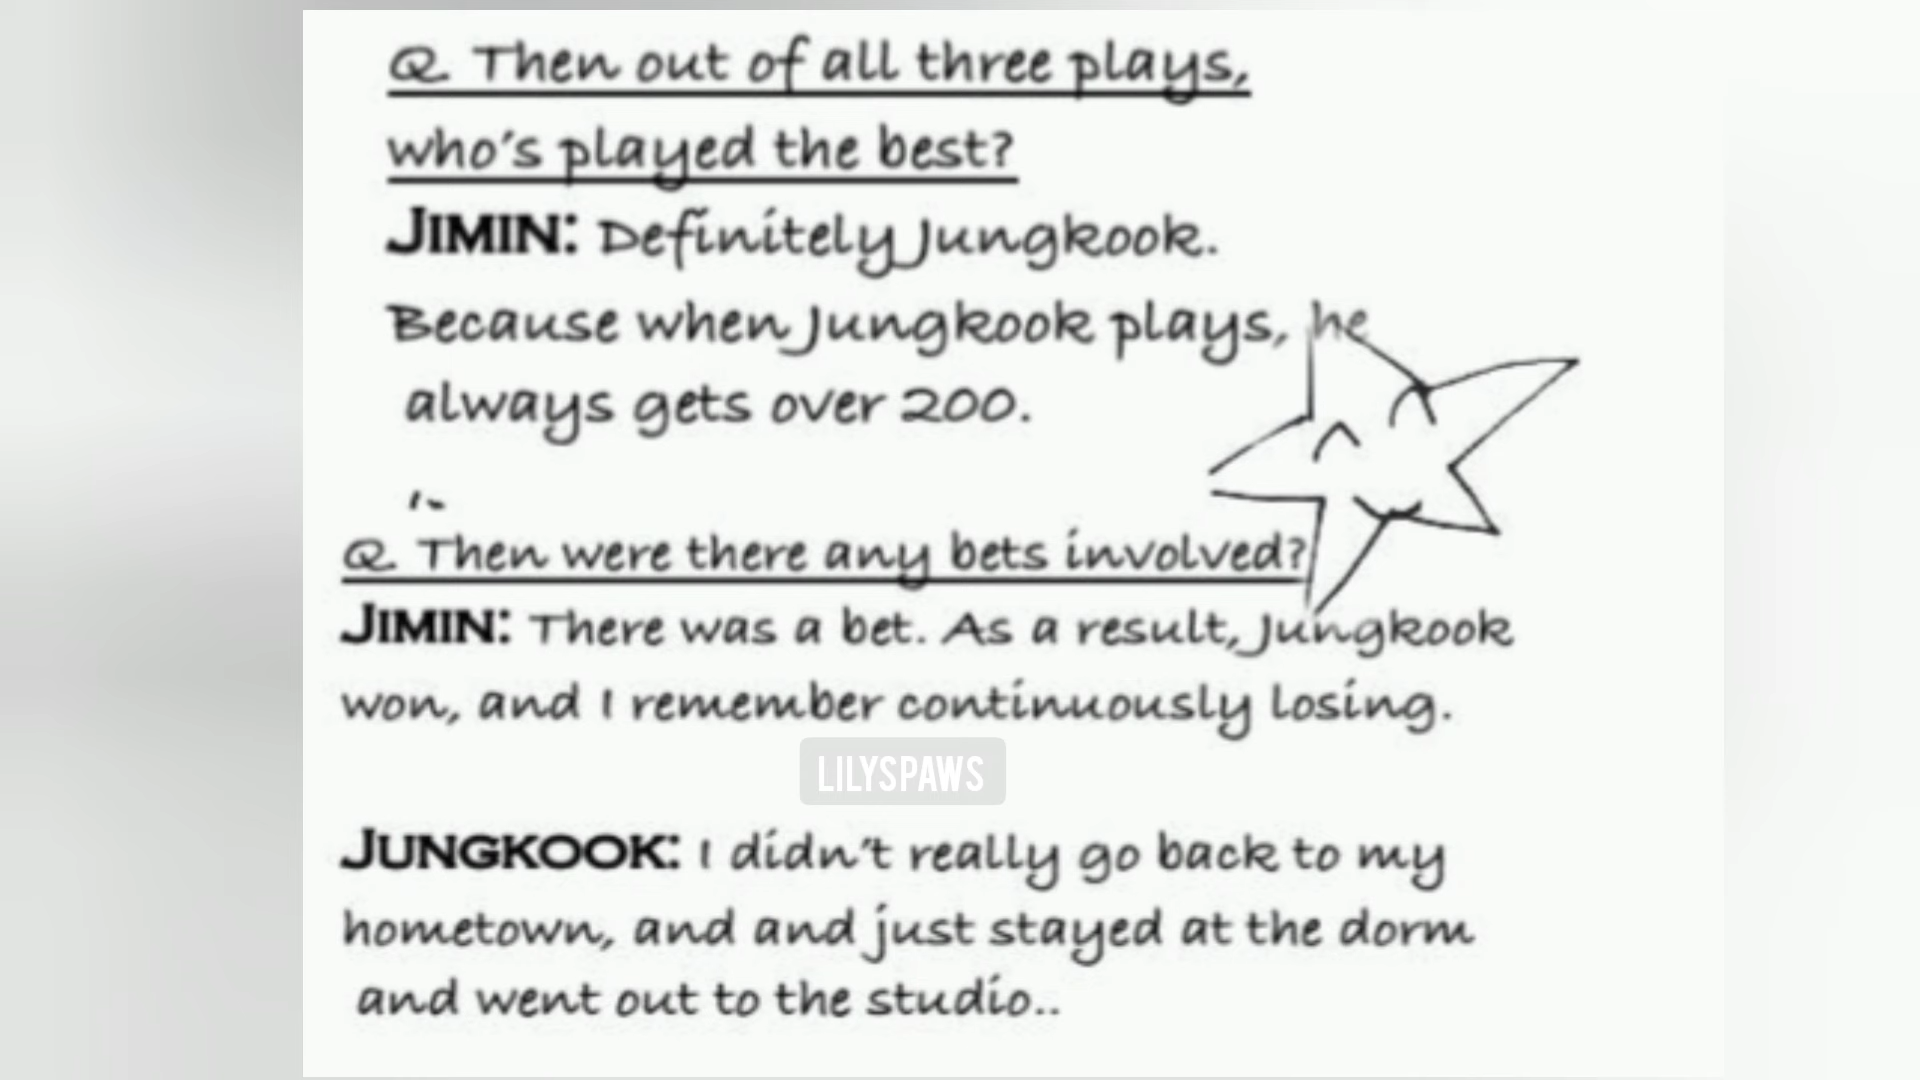 Q. Then out of all three plays,
who's played the best?
JIMIN: Definitely Jungkook.
Because when Jungkook plays, he
always gets over 200.
Q. Then were there any bets involved?
JIMIN: There was a bet. As a result, Jungkook
won, and I remember continuously losing.
LILYSPAWS
JUNGKOOK: I didn't really go back to my
hometown, and and just stayed at the dorm
and went out to the studio..